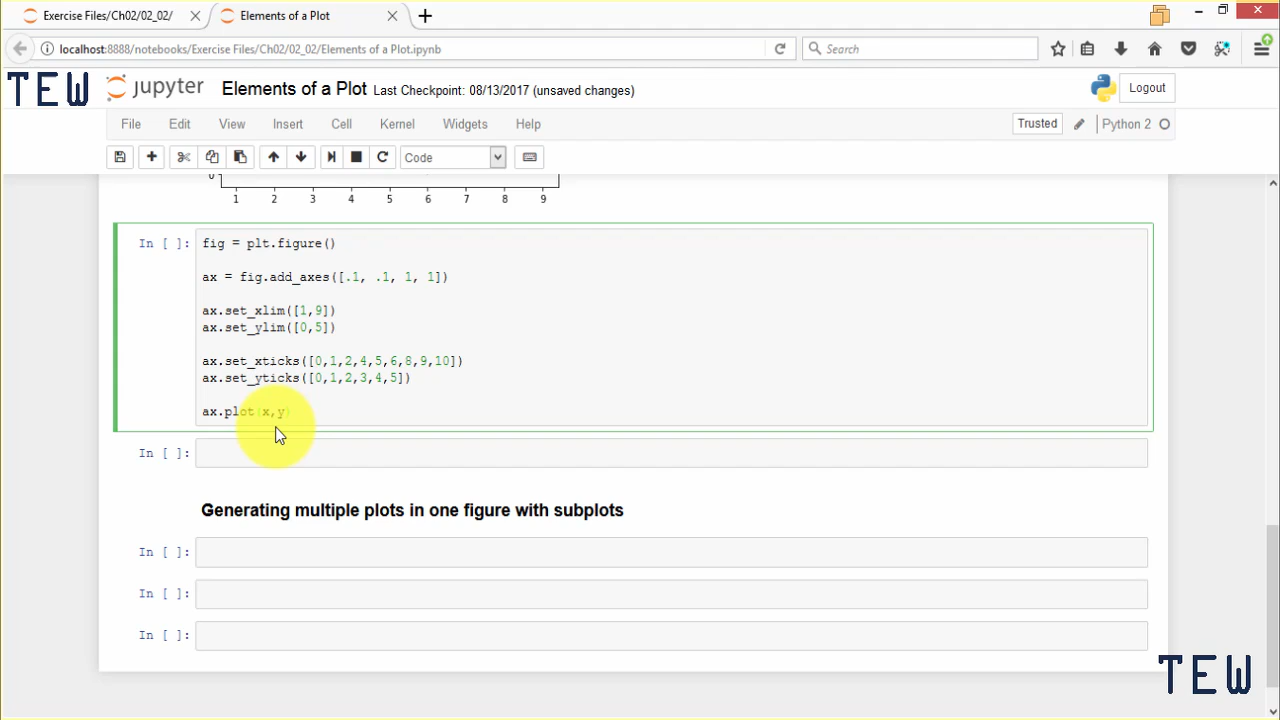 Exercise Files/Ch02/02_02/
Elements of a Plot
localhost:8888/notebooks/Exercise Files/Ch02/02_02/Elements of a Plot.ipynb
Search
TEW
jupyter
Elements of a Plot Last Checkpoint: 08/13/2017 (unsaved changes)
Logout
File Edit View Insert Cell Kernel Widgets Help
Trusted
Python 2
Code
0
1 2 3 4 5 6 7 8 9
In [ ]:
fig = plt.figure()
ax = fig.add_axes([.1, .1, 1, 1])
ax.set_xlim([1,9])
ax.set_ylim([0,5])
ax.set_xticks([0,1,2,4,5,6,8,9,10])
ax.set_yticks([0,1,2,3,4,5])
ax.plot(x,y)
In [ ]:
Generating multiple plots in one figure with subplots
In [ ]:
In [ ]:
In [ ]:
TEW